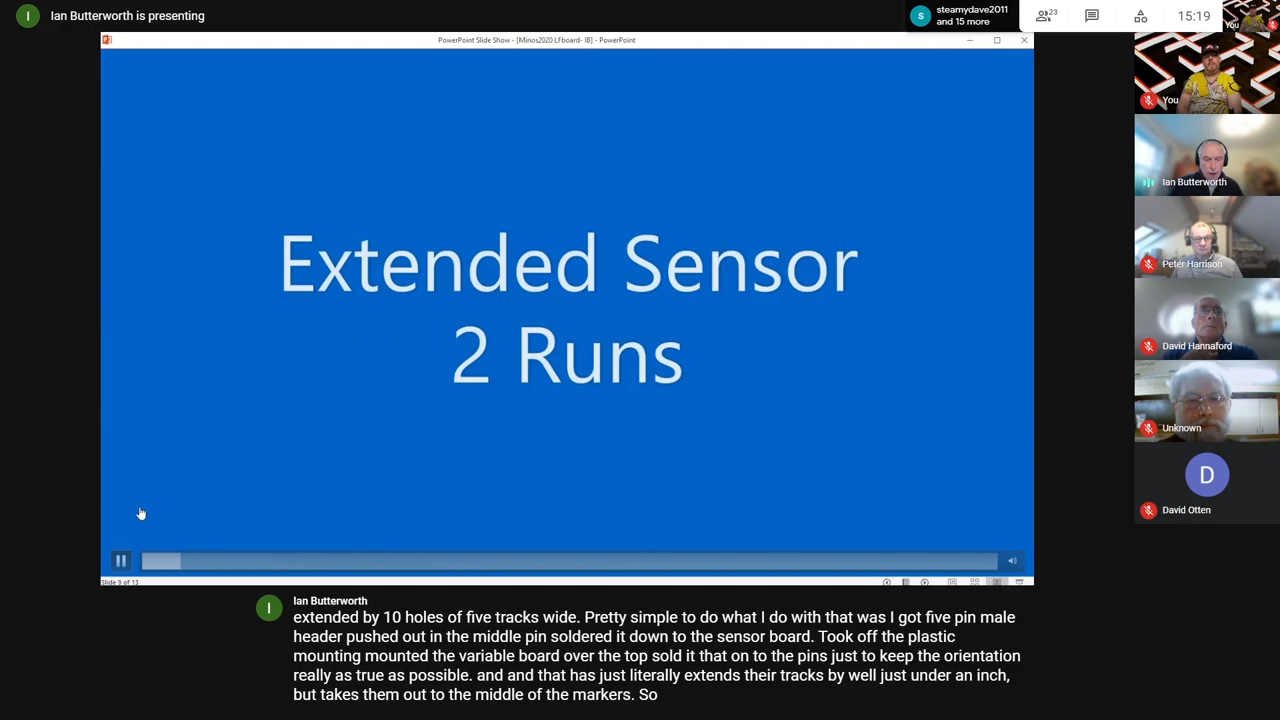 I
Ian Butterworth is presenting
S
steamydave2011
and 15 more
23
15:19
You
PowerPoint Slide Show - [Minos2020 LFboard- IB] - PowerPoint
You
Extended Sensor
2 Runs
Ian Butterworth
Peter Harrison
David Hannaford
Unknown
D
David Otten
Slide 9 of 13
I
Ian Butterworth
extended by 10 holes of five tracks wide. Pretty simple to do what I do with that was I got five pin male
header pushed out in the middle pin soldered it down to the sensor board. Took off the plastic
mounting mounted the variable board over the top sold it that on to the pins just to keep the orientation
really as true as possible. and and that has just literally extends their tracks by well just under an inch,
but takes them out to the middle of the markers. So